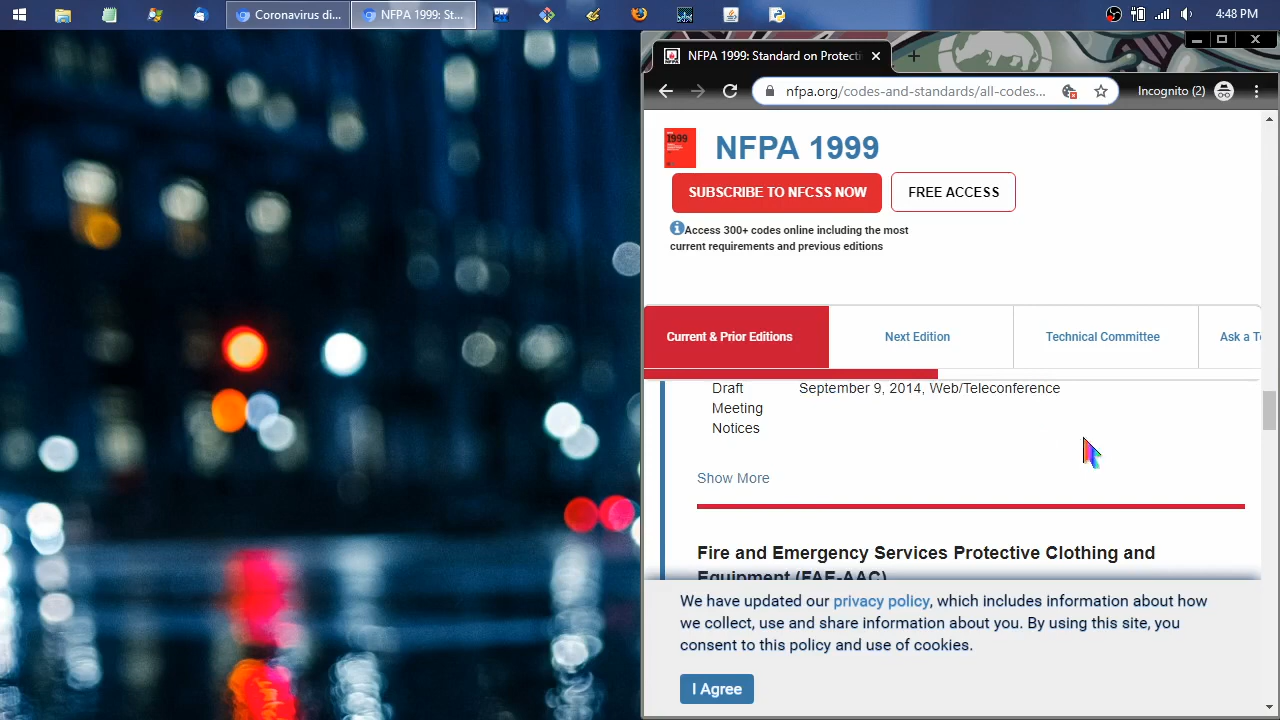 Coronavirus di...
NFPA 1999: St...
4:48 PM
NFPA 1999: Standard on Protecti
nfpa.org/codes-and-standards/all-codes...
Incognito (2)
1999
NFPA 1999
SUBSCRIBE TO NFCSS NOW
FREE ACCESS
Access 300+ codes online including the most
current requirements and previous editions
Current & Prior Editions
Next Edition
Technical Committee
Ask a Te
Draft
September 9, 2014, Web/Teleconference
Meeting
Notices
Show More
Fire and Emergency Services Protective Clothing and
Equipment (FAE-AAC)
We have updated our privacy policy, which includes information about how
we collect, use and share information about you. By using this site, you
consent to this policy and use of cookies.
I Agree